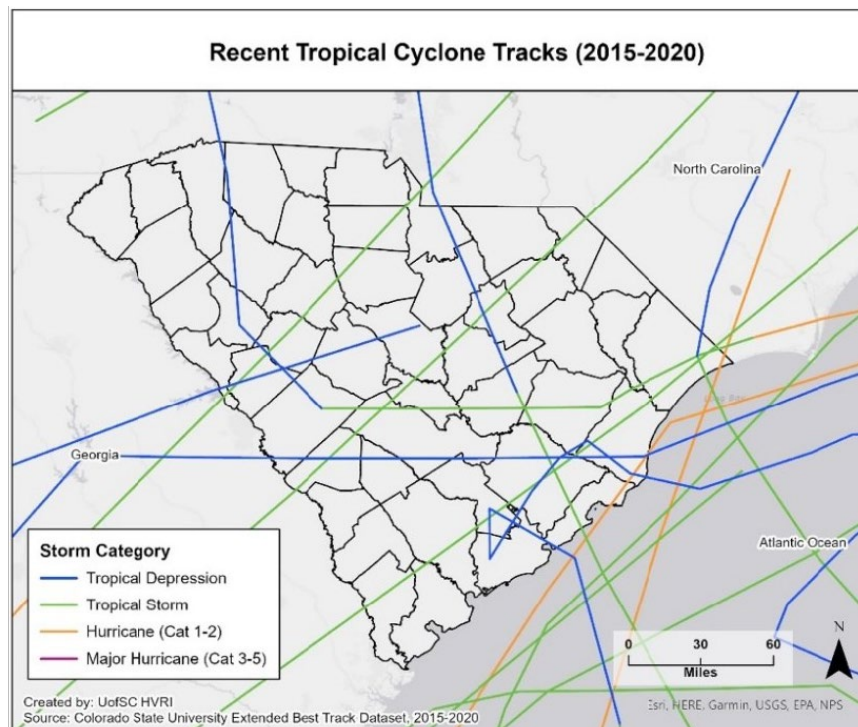 Recent Tropical Cyclone Tracks (2015-2020)
North Carolina
Georgia
Atlantic Ocean
Storm Category
Tropical Depression
Tropical Storm
Hurricane (Cat 1-2)
Major Hurricane (Cat 3-5)
N
0 30 60
Miles
Created by: UofSC HVRI
Source: Colorado State University Extended Best Track Dataset, 2015-2020
Esri, HERE, Garmin, USGS, EPA, NPS